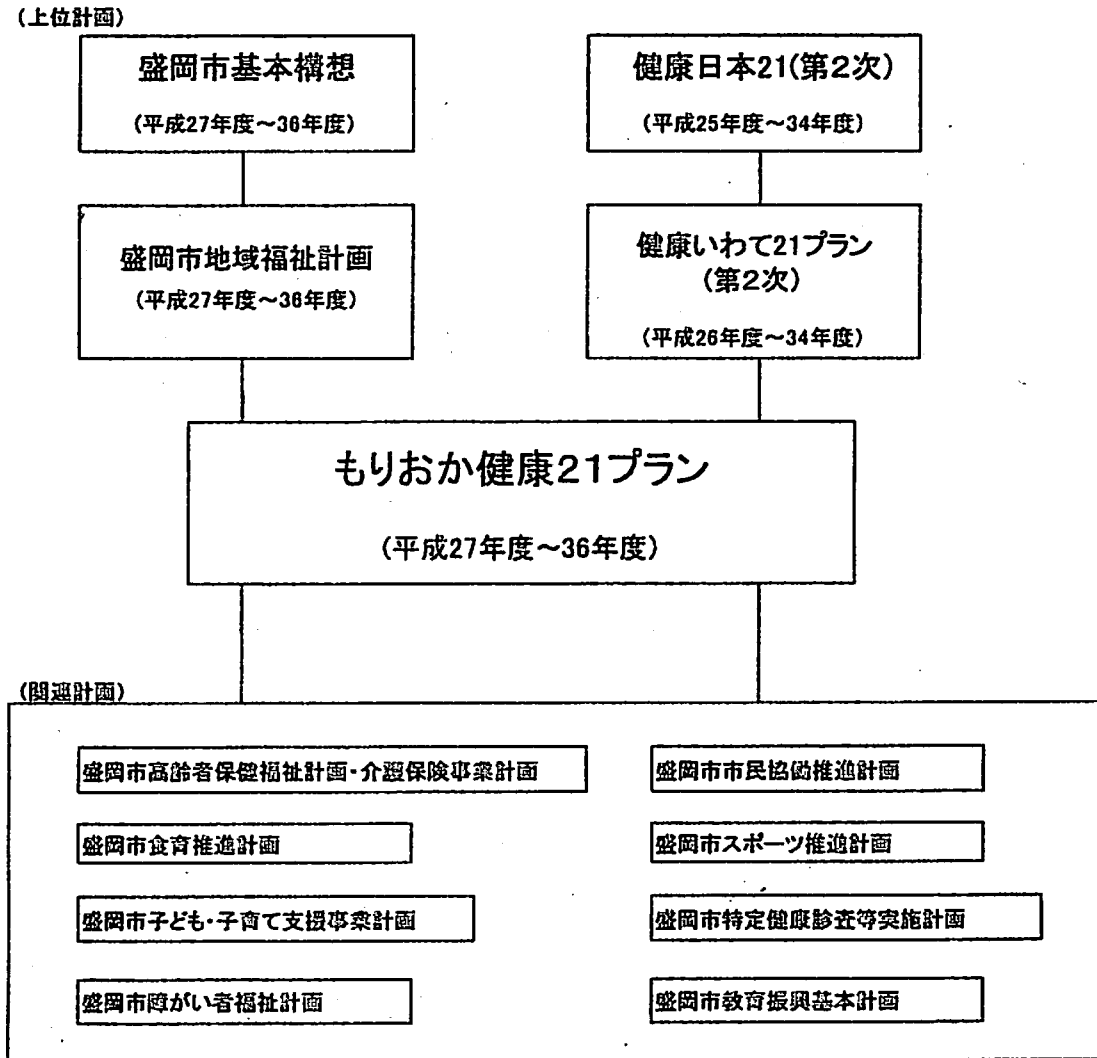 (上位計画)
盛岡市基本構想
(平成27年度～36年度)
健康日本21(第2次)
(平成25年度～34年度)
盛岡市地域福祉計画
(平成27年度～36年度)
健康いわて21プラン
(第2次)
(平成26年度～34年度)
もりおか健康21プラン
(平成27年度～36年度)
(関連計画)
盛岡市高齢者保健福祉計画・介護保険事業計画
盛岡市市民協働推進計画
盛岡市食育推進計画
盛岡市スポーツ推進計画
盛岡市子ども・子育て支援事業計画
盛岡市特定健康診査等実施計画
盛岡市障がい者福祉計画
盛岡市教育振興基本計画